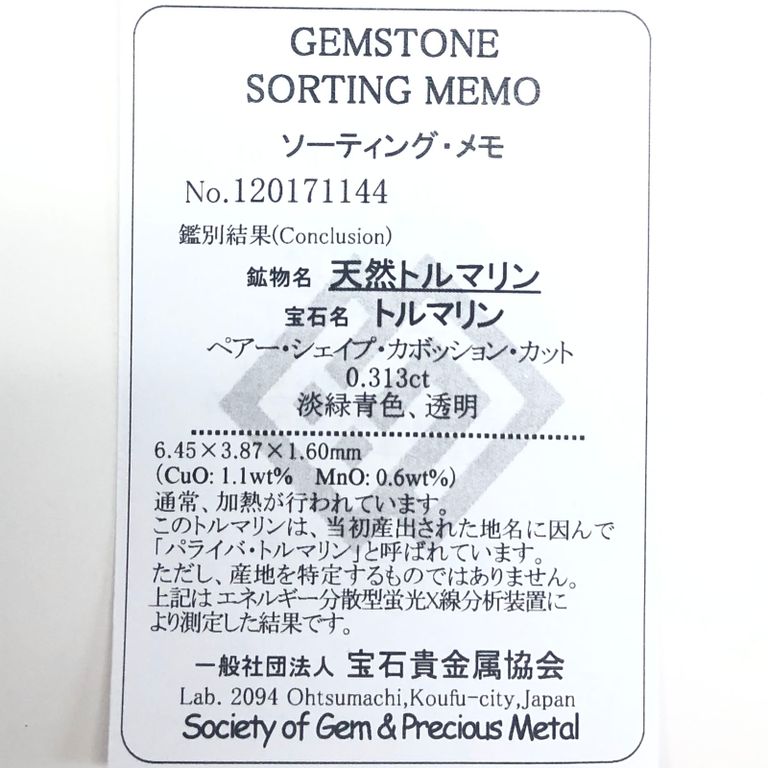 GEMSTONE
SORTING MEMO
ソーティング・メモ
No.120171144
鑑別結果(Conclusion)
鉱物名 天然トルマリン
宝石名 トルマリン
ペアー・シェイプ・カボッション・カット
0.313ct
淡緑青色、透明
6.45×3.87×1.60mm
(CuO: 1.1wt% MnO: 0.6wt%)
通常、加熱が行われています。
このトルマリンは、当初産出された地名に因んで
「パライバ・トルマリン」と呼ばれています。
ただし、産地を特定するものではありません。
上記は エネルギー分散型蛍光X線分析装置に
より測定した結果です。
一般社団法人 宝石貴金属協会
Lab. 2094 Ohtsumachi,Koufu-city,Japan
Society of Gem & Precious Metal